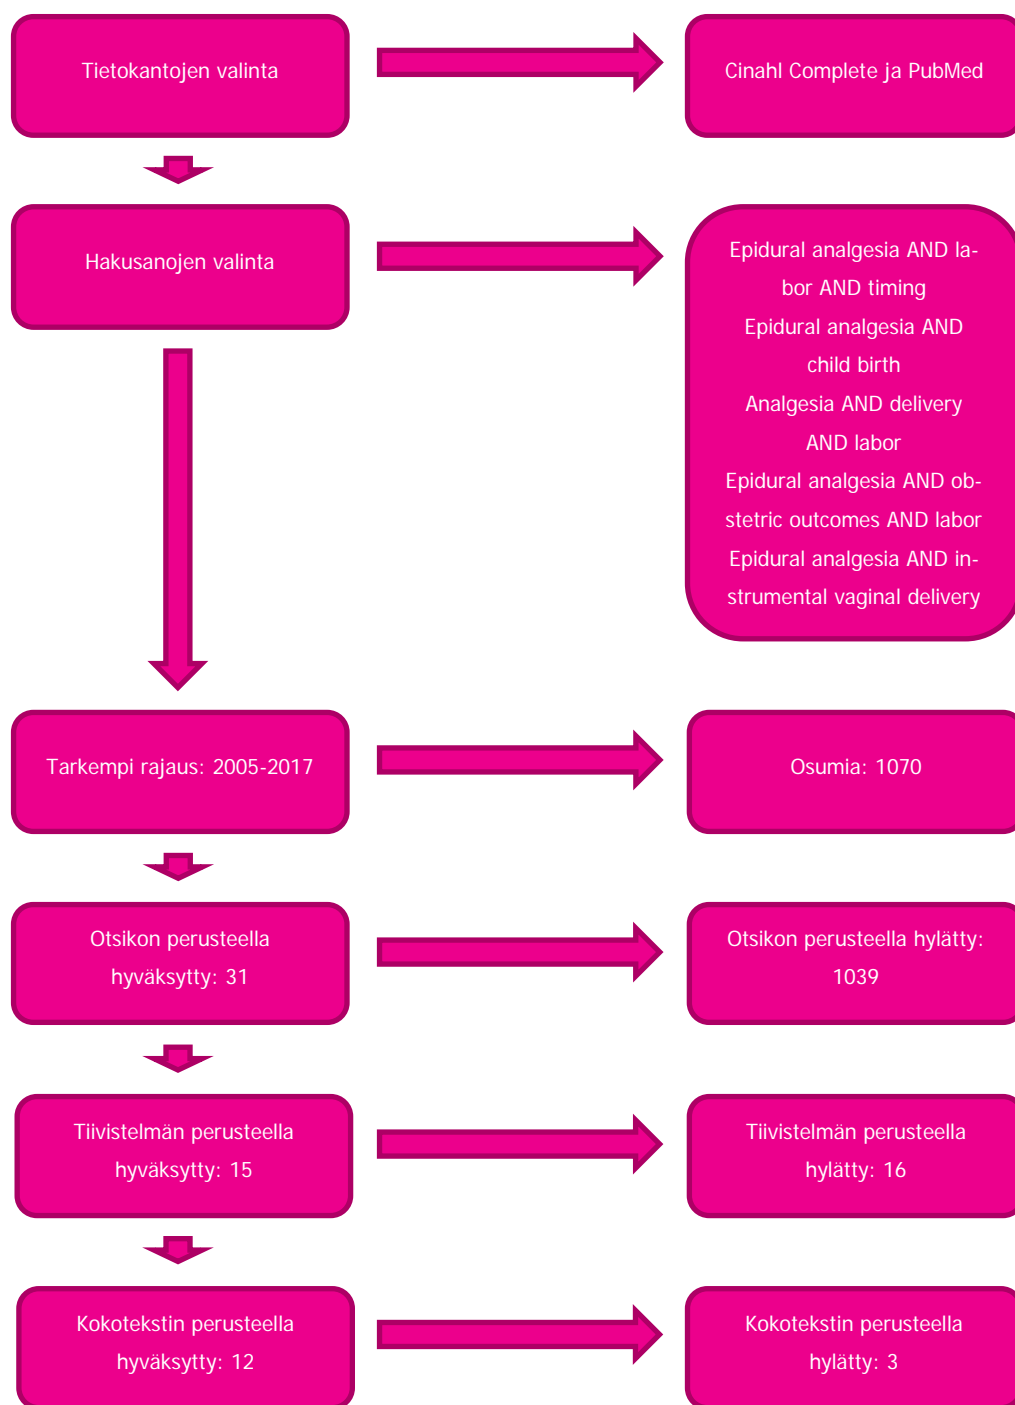 Tietokantojen valinta
Cinahl Complete ja PubMed
Hakusanojen valinta
Epidural analgesia AND la-
bor AND timing
Epidural analgesia AND
child birth
Analgesia AND delivery
AND labor
Epidural analgesia AND ob-
stetric outcomes AND labor
Epidural analgesia AND in-
strumental vaginal delivery
Tarkempi rajaus: 2005-2017
Osumia: 1070
Otsikon perusteella
hyväksytty: 31
Otsikon perusteella hylätty:
1039
Tiivistelmän perusteella
hyväksytty: 15
Tiivistelmän perusteella
hylätty: 16
Kokotekstin perusteella
hyväksytty: 12
Kokotekstin perusteella
hylätty: 3